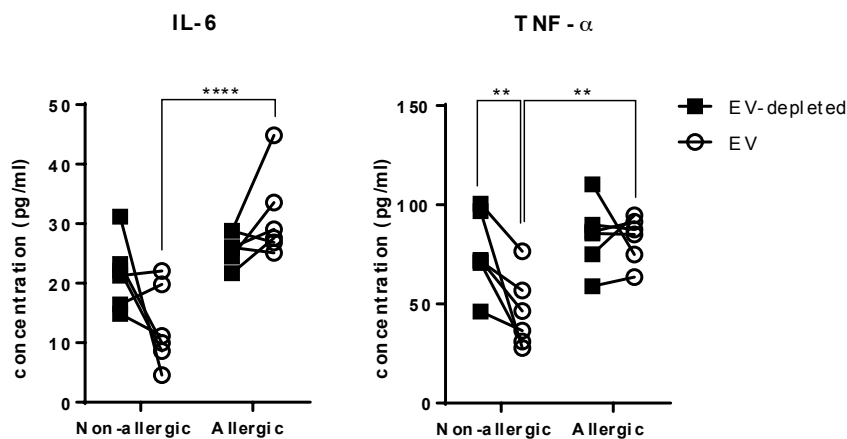 IL-6
TNF-α
****
50
40
30
20
10
0
concentration (pg/ml)
Non-allergic
Allergic
**
**
150
100
50
0
concentration (pg/ml)
Non-allergic
Allergic
EV-depleted
EV